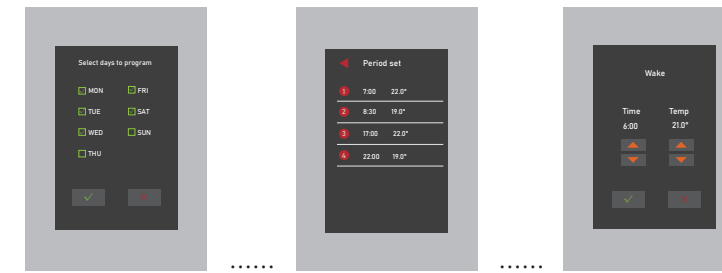 Select days to program
MON FRI
TUE SAT
WED SUN
THU
......
Period set
1 7:00 22.0°
2 8:30 19.0°
3 17:00 22.0°
4 22:00 19.0°
......
Wake
Time Temp
6:00 21.0°